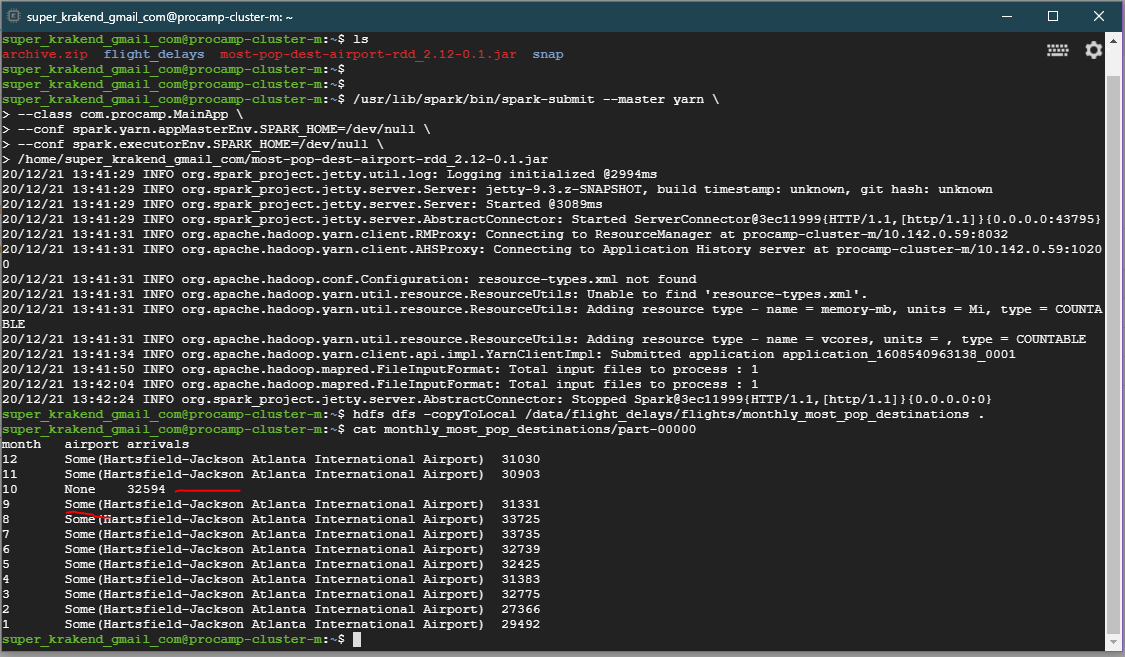 super_krakend_gmail_com@procamp-cluster-m: ~
super_krakend_gmail_com@procamp-cluster-m:~$ ls
archive.zip  flight_delays  most-pop-dest-airport-rdd_2.12-0.1.jar  snap
super_krakend_gmail_com@procamp-cluster-m:~$
super_krakend_gmail_com@procamp-cluster-m:~$
super_krakend_gmail_com@procamp-cluster-m:~$ /usr/lib/spark/bin/spark-submit --master yarn \
> --class com.procamp.MainApp \
> --conf spark.yarn.appMasterEnv.SPARK_HOME=/dev/null \
> --conf spark.executorEnv.SPARK_HOME=/dev/null \
> /home/super_krakend_gmail_com/most-pop-dest-airport-rdd_2.12-0.1.jar
20/12/21 13:41:29 INFO org.spark_project.jetty.util.log: Logging initialized @2994ms
20/12/21 13:41:29 INFO org.spark_project.jetty.server.Server: jetty-9.3.z-SNAPSHOT, build timestamp: unknown, git hash: unknown
20/12/21 13:41:29 INFO org.spark_project.jetty.server.Server: Started @3089ms
20/12/21 13:41:29 INFO org.spark_project.jetty.server.AbstractConnector: Started ServerConnector@3ec11999{HTTP/1.1,[http/1.1]}{0.0.0.0:43795}
20/12/21 13:41:31 INFO org.apache.hadoop.yarn.client.RMProxy: Connecting to ResourceManager at procamp-cluster-m/10.142.0.59:8032
20/12/21 13:41:31 INFO org.apache.hadoop.yarn.client.AHSProxy: Connecting to Application History server at procamp-cluster-m/10.142.0.59:1020
0
20/12/21 13:41:31 INFO org.apache.hadoop.conf.Configuration: resource-types.xml not found
20/12/21 13:41:31 INFO org.apache.hadoop.yarn.util.resource.ResourceUtils: Unable to find 'resource-types.xml'.
20/12/21 13:41:31 INFO org.apache.hadoop.yarn.util.resource.ResourceUtils: Adding resource type - name = memory-mb, units = Mi, type = COUNTA
BLE
20/12/21 13:41:31 INFO org.apache.hadoop.yarn.util.resource.ResourceUtils: Adding resource type - name = vcores, units = , type = COUNTABLE
20/12/21 13:41:34 INFO org.apache.hadoop.yarn.client.api.impl.YarnClientImpl: Submitted application application_1608540963138_0001
20/12/21 13:41:50 INFO org.apache.hadoop.mapred.FileInputFormat: Total input files to process : 1
20/12/21 13:42:04 INFO org.apache.hadoop.mapred.FileInputFormat: Total input files to process : 1
20/12/21 13:42:24 INFO org.spark_project.jetty.server.AbstractConnector: Stopped Spark@3ec11999{HTTP/1.1,[http/1.1]}{0.0.0.0:0}
super_krakend_gmail_com@procamp-cluster-m:~$ hdfs dfs -copyToLocal /data/flight_delays/flights/monthly_most_pop_destinations .
super_krakend_gmail_com@procamp-cluster-m:~$ cat monthly_most_pop_destinations/part-00000
month   airport arrivals
12      Some(Hartsfield-Jackson Atlanta International Airport)  31030
11      Some(Hartsfield-Jackson Atlanta International Airport)  30903
10      None    32594
9       Some(Hartsfield-Jackson Atlanta International Airport)  31331
8       Some(Hartsfield-Jackson Atlanta International Airport)  33725
7       Some(Hartsfield-Jackson Atlanta International Airport)  33735
6       Some(Hartsfield-Jackson Atlanta International Airport)  32739
5       Some(Hartsfield-Jackson Atlanta International Airport)  32425
4       Some(Hartsfield-Jackson Atlanta International Airport)  31383
3       Some(Hartsfield-Jackson Atlanta International Airport)  32775
2       Some(Hartsfield-Jackson Atlanta International Airport)  27366
1       Some(Hartsfield-Jackson Atlanta International Airport)  29492
super_krakend_gmail_com@procamp-cluster-m:~$